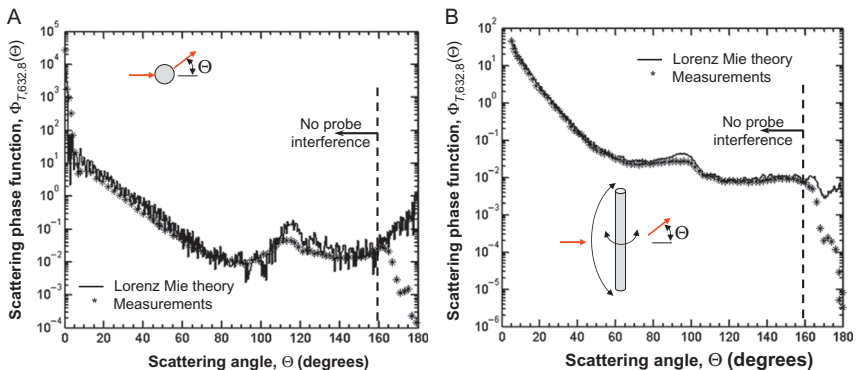 A
10^5
10^4
10^3
10^2
10^1
10^0
10^-1
10^-2
10^-3
10^-4
Scattering phase function, Φ_T,632.8(Θ)
Θ
No probe
interference
Lorenz Mie theory
Measurements
0 20 40 60 80 100 120 140 160 180
Scattering angle, Θ (degrees)
B
10^2
10^1
10^0
10^-1
10^-2
10^-3
10^-4
10^-5
10^-6
Scattering phase function, Φ_T,632.8(Θ)
Lorenz Mie theory
Measurements
No probe
interference
Θ
0 20 40 60 80 100 120 140 160 180
Scattering angle, Θ (degrees)